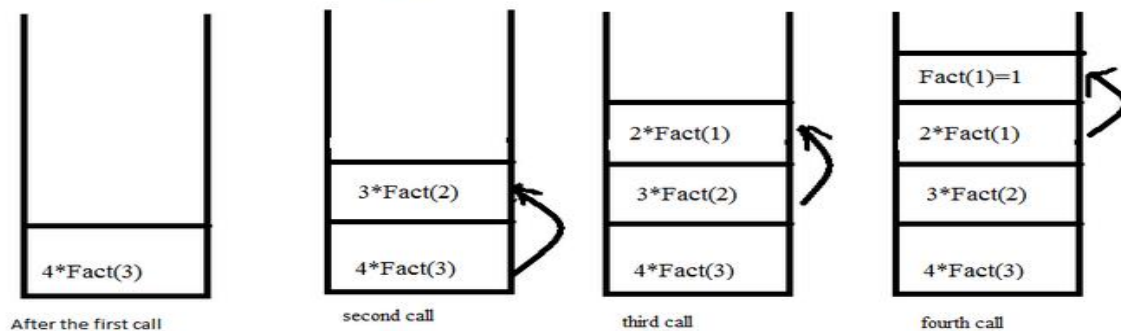 4*Fact(3)
After the first call
3*Fact(2)
4*Fact(3)
second call
2*Fact(1)
3*Fact(2)
4*Fact(3)
third call
Fact(1)=1
2*Fact(1)
3*Fact(2)
4*Fact(3)
fourth call